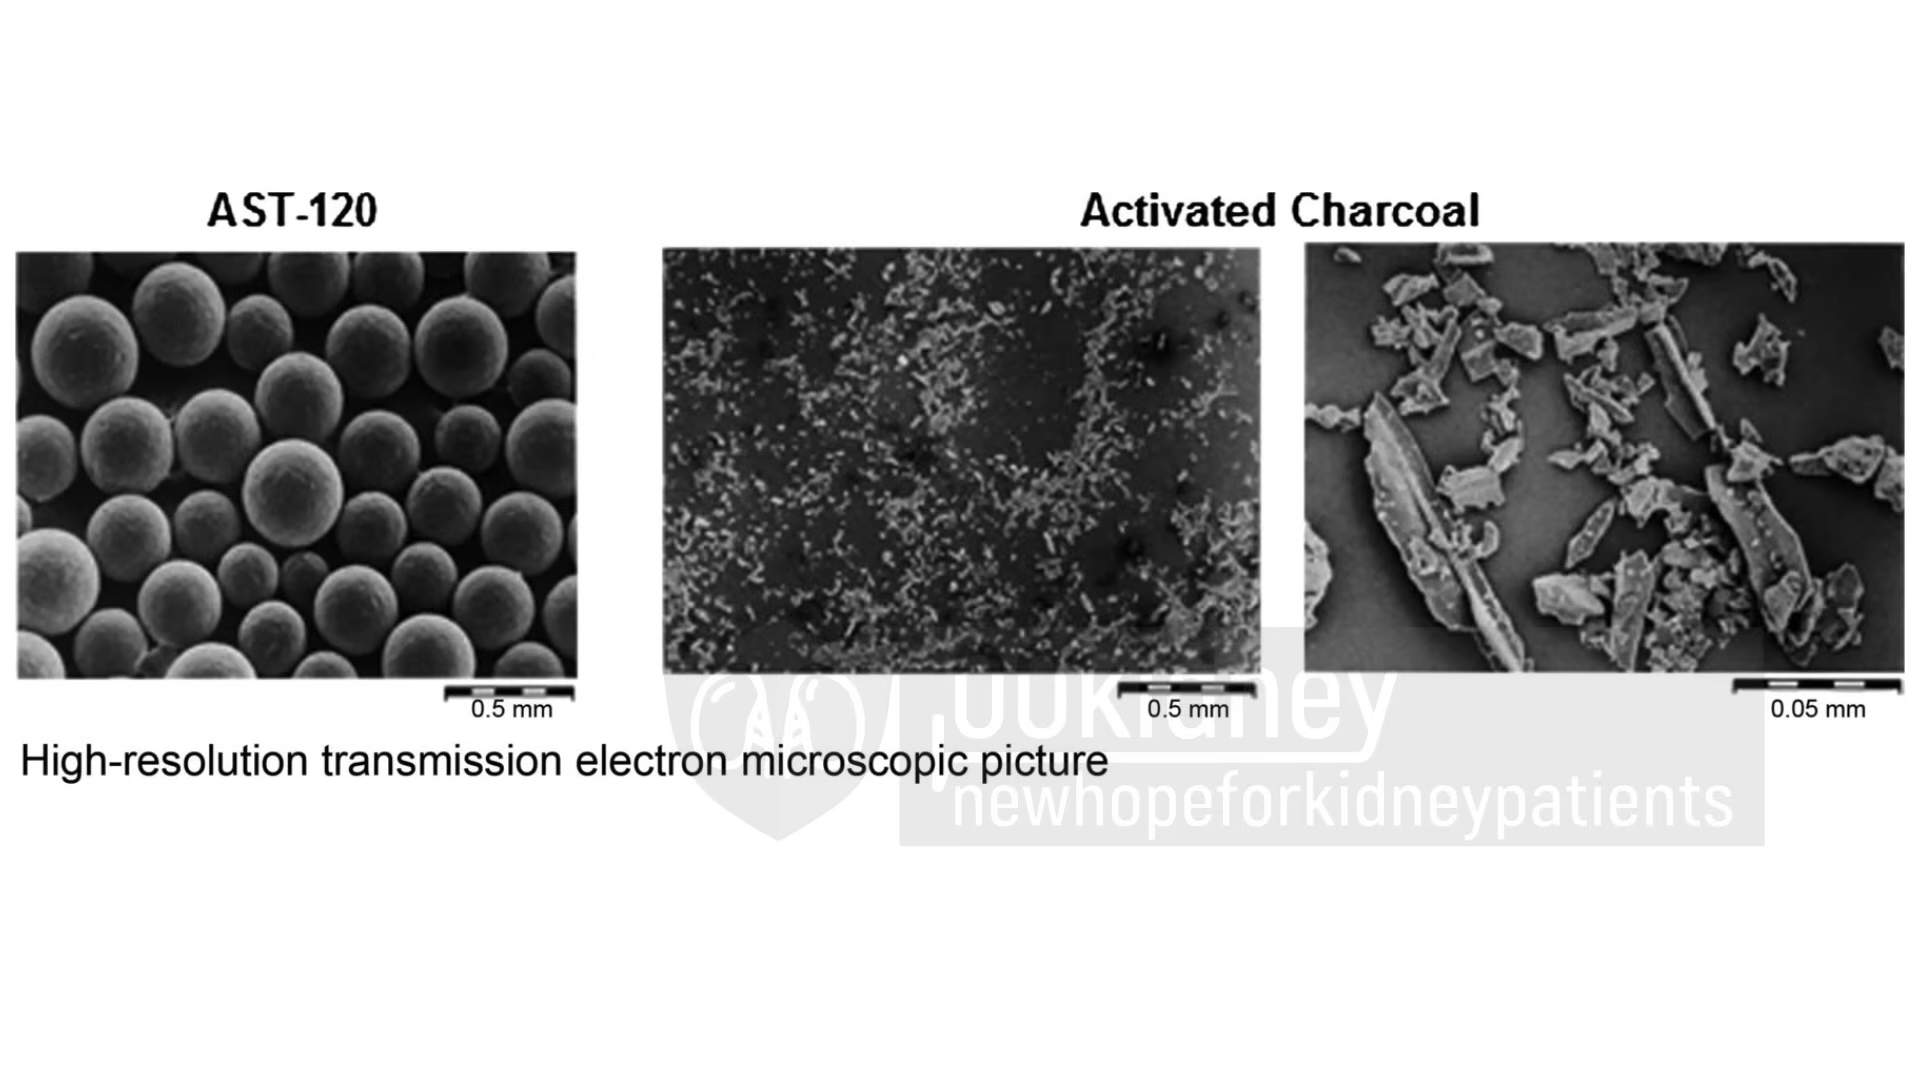 AST-120
Activated Charcoal
0.5 mm
0.5 mm
0.05 mm
High-resolution transmission electron microscopic picture
newhopeforkidneypatients